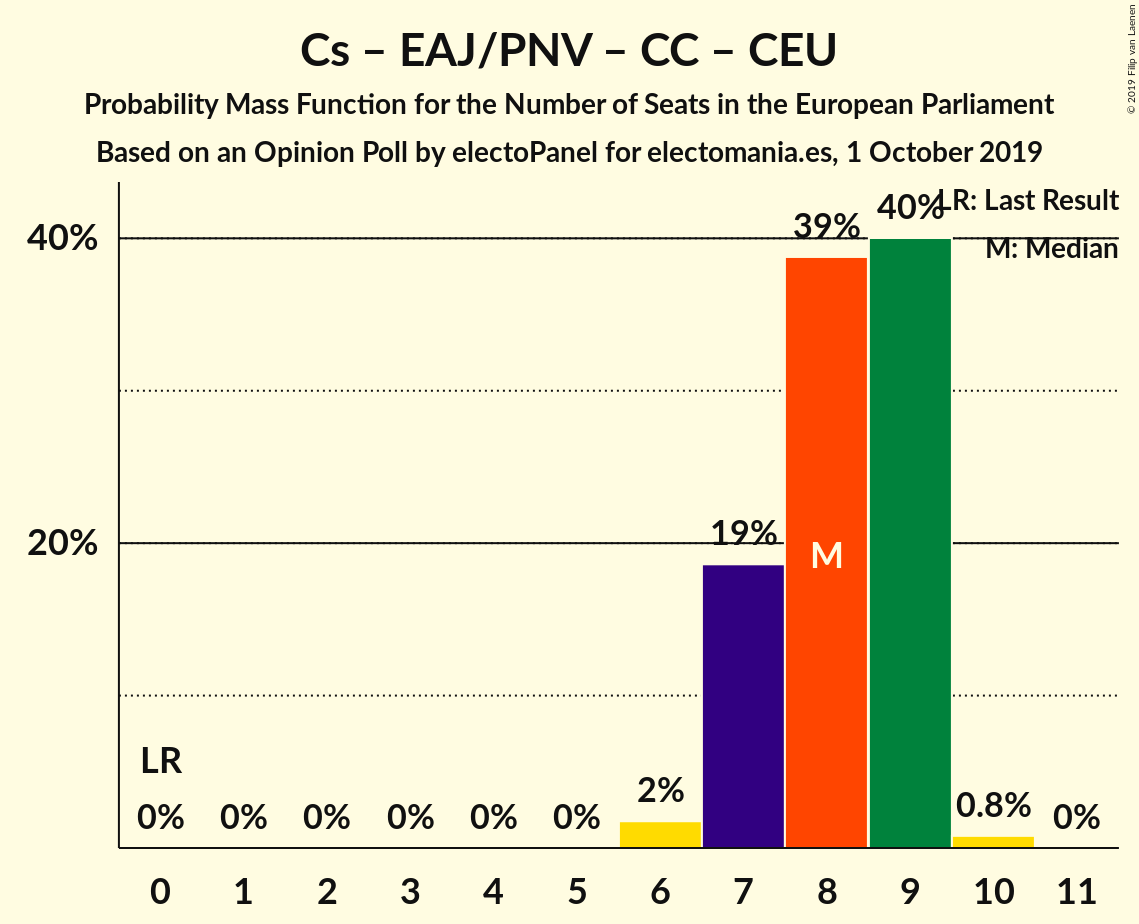 Cs – EAJ/PNV – CC – CEU
Probability Mass Function for the Number of Seats in the European Parliament
Based on an Opinion Poll by electoPanel for electomania.es, 1 October 2019
© 2019 Filip van Laenen
LR: Last Result
M: Median
40%
20%
LR
0% 0% 0% 0% 0% 0% 2% 19% 39% 40% 0.8% 0%
M
0 1 2 3 4 5 6 7 8 9 10 11